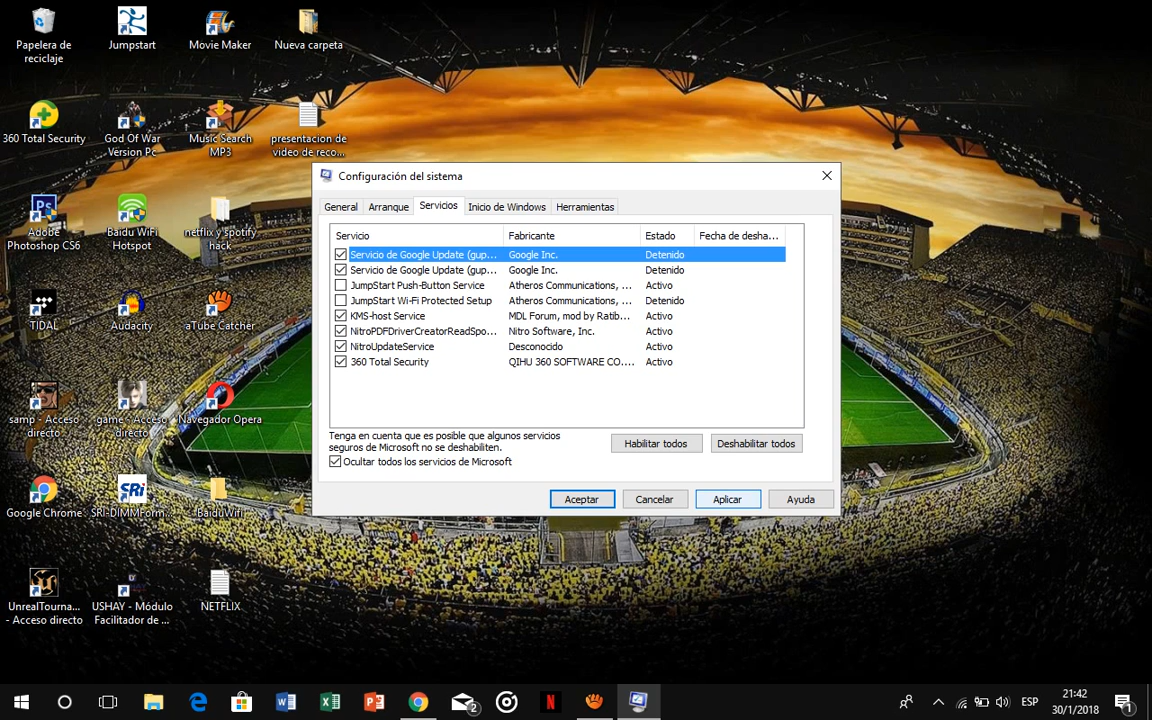 Papelera de
reciclaje
Jumpstart
Movie Maker
Nueva carpeta
360 Total Security
God Of War
Version Pc
Music Search
MP3
presentacion de
video de reco...
Adobe
Photoshop CS6
Baidu WiFi
Hotspot
netflix y spotify
hack
TIDAL
Audacity
aTube Catcher
samp - Acceso
directo
game - Acceso
directo
Navegador Opera
Google Chrome
SRI-DIMMForm...
BaiduWifi
UnrealTourna...
- Acceso directo
USHAY - Módulo
Facilitador de ...
NETFLIX
Configuración del sistema
General Arranque Servicios Inicio de Windows Herramientas
Servicio Fabricante Estado Fecha de desha...
Servicio de Google Update (gup... Google Inc. Detenido
Servicio de Google Update (gup... Google Inc. Detenido
JumpStart Push-Button Service Atheros Communications, ... Activo
JumpStart Wi-Fi Protected Setup Atheros Communications, ... Detenido
KMS-host Service MDL Forum, mod by Ratib... Activo
NitroPDFDriverCreatorReadSpo... Nitro Software, Inc. Activo
NitroUpdateService Desconocido Activo
360 Total Security QIHU 360 SOFTWARE CO.... Activo
Tenga en cuenta que es posible que algunos servicios
seguros de Microsoft no se deshabiliten.
Habilitar todos Deshabilitar todos
Ocultar todos los servicios de Microsoft
Aceptar Cancelar Aplicar Ayuda
ESP
21:42
30/1/2018